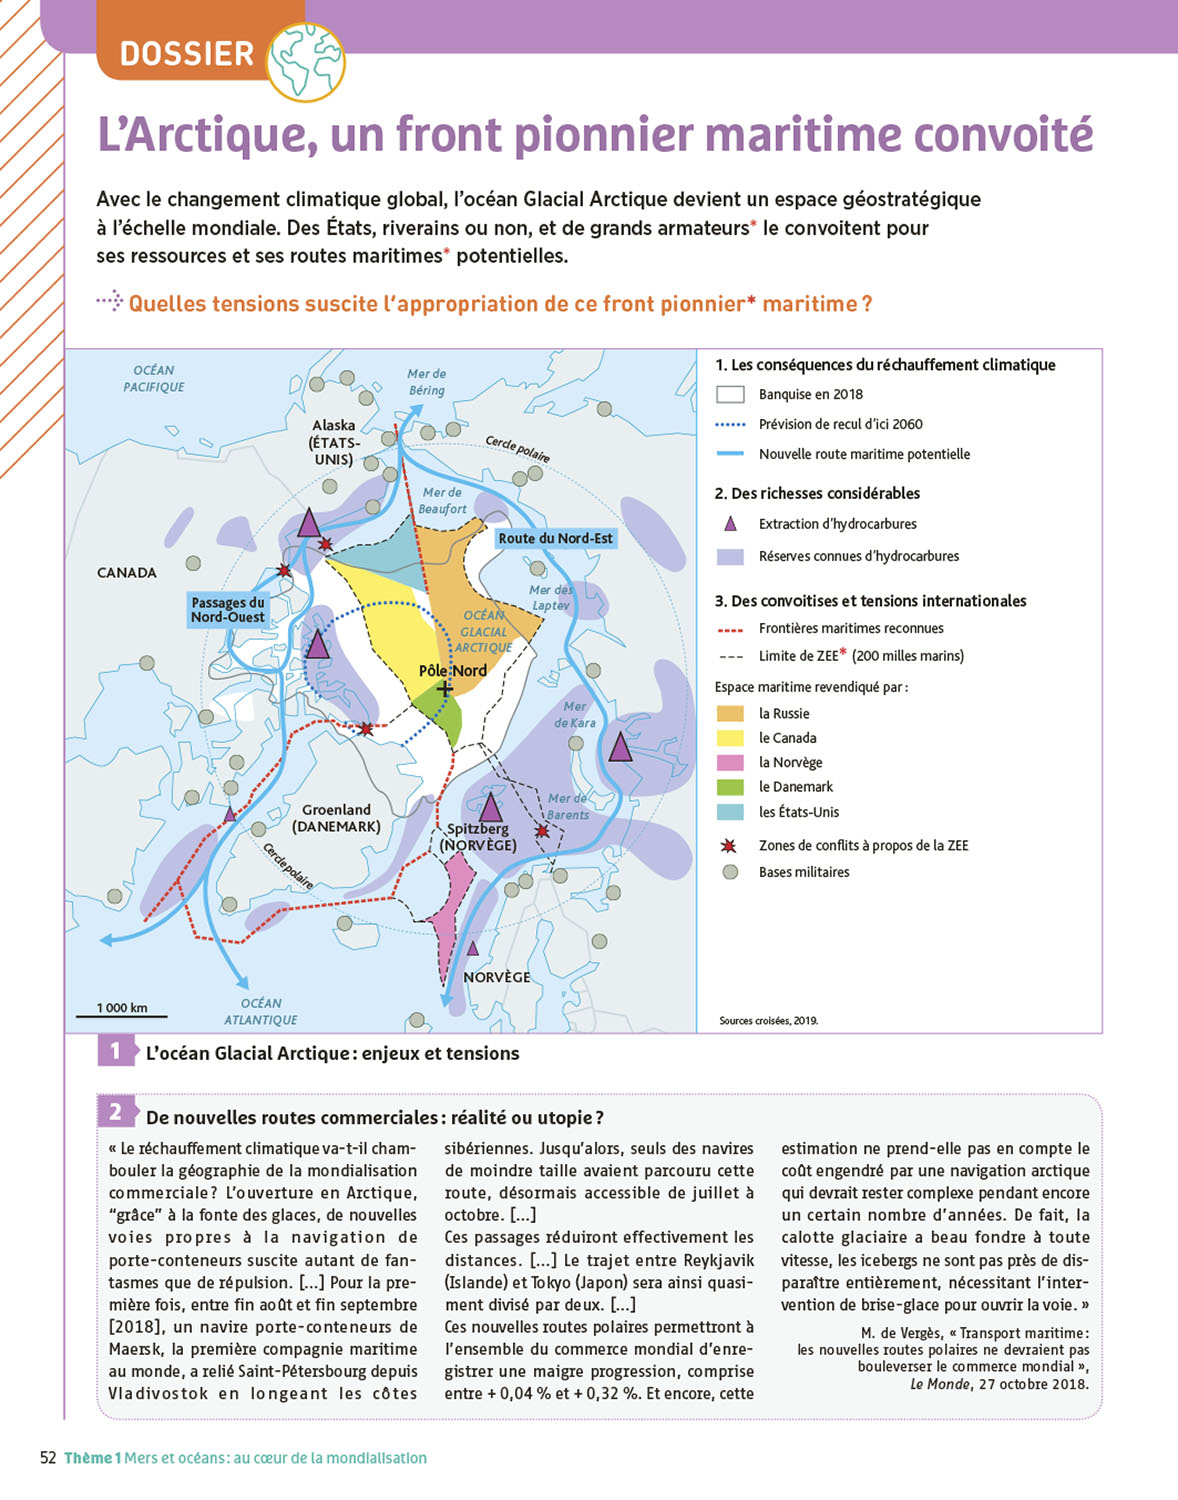 DOSSIER
L’Arctique, un front pionnier maritime convoité
Avec le changement climatique global, l’océan Glacial Arctique devient un espace géostratégique
à l’échelle mondiale. Des États, riverains ou non, et de grands armateurs* le convoitent pour
ses ressources et ses routes maritimes* potentielles.
Quelles tensions suscite l’appropriation de ce front pionnier* maritime ?
OCÉAN
PACIFIQUE
Mer de
Béring
Alaska
(ÉTATS-
UNIS)
Cercle polaire
Mer de
Beaufort
Route du Nord-Est
CANADA
Passages du
Nord-Ouest
Mer des
Laptev
OCÉAN
GLACIAL
ARCTIQUE
Pôle Nord
Mer
de Kara
Groenland
(DANEMARK)
Spitzberg
(NORVÈGE)
Mer de
Barents
Cercle polaire
NORVÈGE
1 000 km
OCÉAN
ATLANTIQUE
1. Les conséquences du réchauffement climatique
Banquise en 2018
Prévision de recul d’ici 2060
Nouvelle route maritime potentielle
2. Des richesses considérables
Extraction d’hydrocarbures
Réserves connues d’hydrocarbures
3. Des convoitises et tensions internationales
Frontières maritimes reconnues
Limite de ZEE* (200 milles marins)
Espace maritime revendiqué par :
la Russie
le Canada
la Norvège
le Danemark
les États-Unis
Zones de conflits à propos de la ZEE
Bases militaires
Sources croisées, 2019.
1 L’océan Glacial Arctique : enjeux et tensions
2 De nouvelles routes commerciales : réalité ou utopie ?
« Le réchauffement climatique va-t-il cham-
bouler la géographie de la mondialisation
commerciale ? L’ouverture en Arctique,
“grâce” à la fonte des glaces, de nouvelles
voies propres à la navigation de
porte-conteneurs suscite autant de fan-
tasmes que de répulsion. [...] Pour la pre-
mière fois, entre fin août et fin septembre
[2018], un navire porte-conteneurs de
Maersk, la première compagnie maritime
au monde, a relié Saint-Pétersbourg depuis
Vladivostok en longeant les côtes
sibériennes. Jusqu’alors, seuls des navires
de moindre taille avaient parcouru cette
route, désormais accessible de juillet à
octobre. [...]
Ces passages réduiront effectivement les
distances. [...] Le trajet entre Reykjavik
(Islande) et Tokyo (Japon) sera ainsi quasi-
ment divisé par deux. [...]
Ces nouvelles routes polaires permettront à
l’ensemble du commerce mondial d’enre-
gistrer une maigre progression, comprise
entre + 0,04 % et + 0,32 %. Et encore, cette
estimation ne prend-elle pas en compte le
coût engendré par une navigation arctique
qui devrait rester complexe pendant encore
un certain nombre d’années. De fait, la
calotte glaciaire a beau fondre à toute
vitesse, les icebergs ne sont pas près de dis-
paraître entièrement, nécessitant l’inter-
vention de brise-glace pour ouvrir la voie. »
M. de Vergès, « Transport maritime :
les nouvelles routes polaires ne devraient pas
bouleverser le commerce mondial »,
Le Monde, 27 octobre 2018.
52 Thème 1 Mers et océans : au cœur de la mondialisation